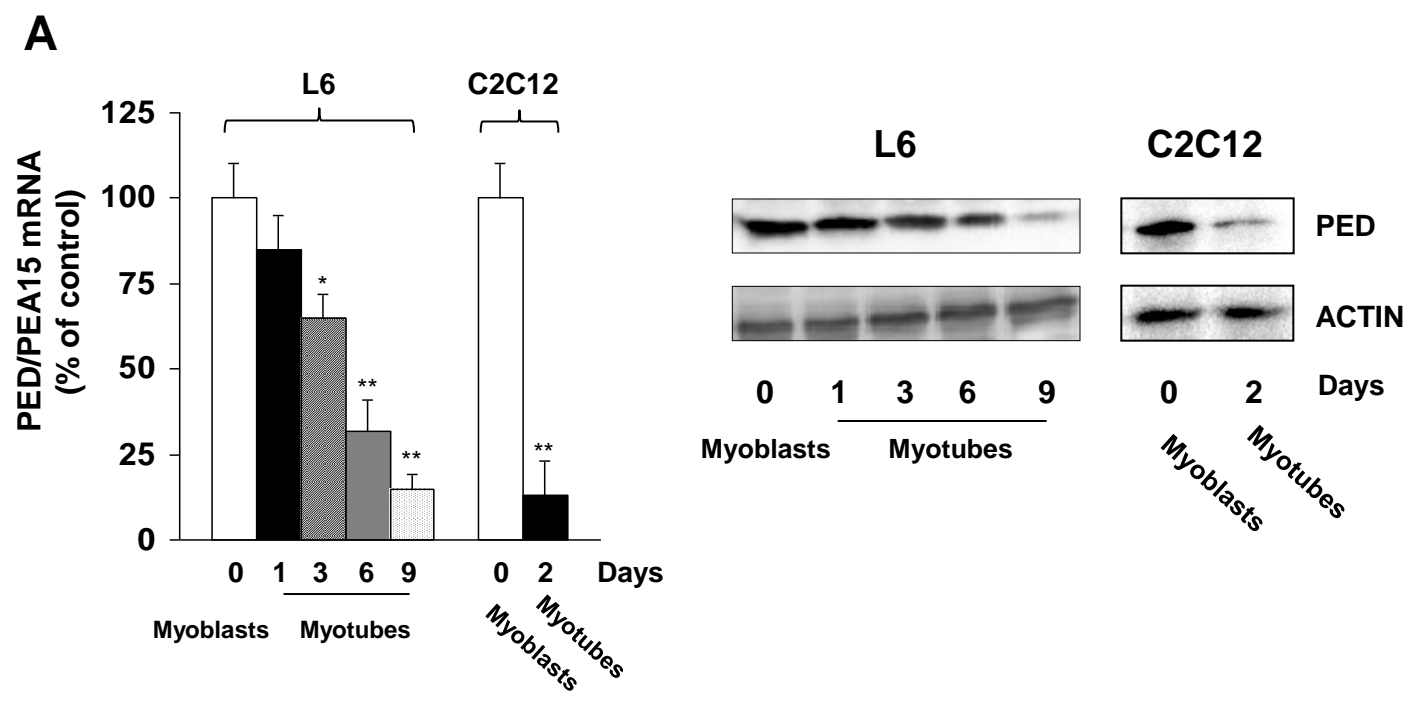 A
L6
C2C12
125
100
75
50
25
0
PED/PEA15 mRNA
(% of control)
*
**
**
**
0 1 3 6 9 0 2 Days
Myoblasts Myotubes
Myoblasts
Myotubes
L6
C2C12
PED
ACTIN
0 1 3 6 9 0 2 Days
Myoblasts Myotubes
Myoblasts
Myotubes